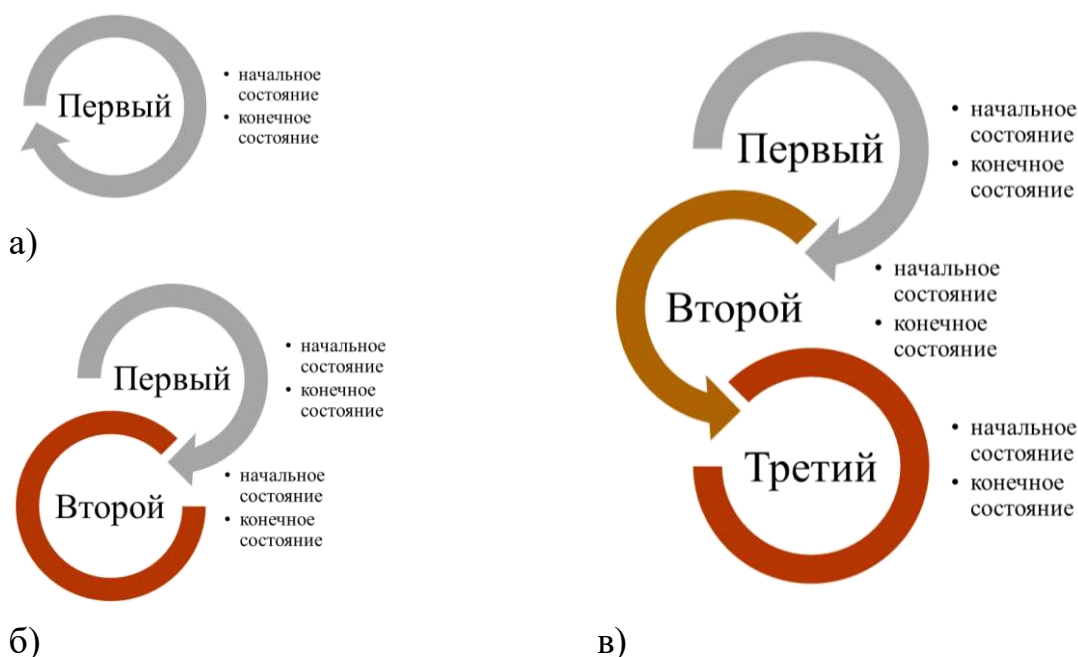 Первый
• начальное
состояние
• конечное
состояние
а)
Первый
• начальное
состояние
• конечное
состояние
Второй
• начальное
состояние
• конечное
состояние
б)
Первый
• начальное
состояние
• конечное
состояние
Второй
• начальное
состояние
• конечное
состояние
Третий
• начальное
состояние
• конечное
состояние
в)